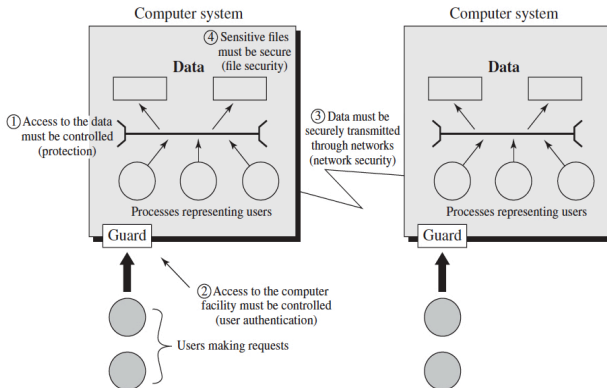 Computer system
④ Sensitive files
must be secure
(file security)
Data
① Access to the data
must be controlled
(protection)
Processes representing users
Guard
② Access to the computer
facility must be controlled
(user authentication)
Users making requests
③ Data must be
securely transmitted
through networks
(network security)
Computer system
Data
Processes representing users
Guard